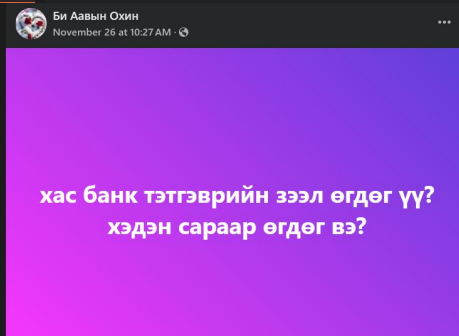 Би Аавын Охин
November 26 at 10:27 AM ·
хас банк тэтгэврийн зээл өгдөг үү?
хэдэн сараар өгдөг вэ?